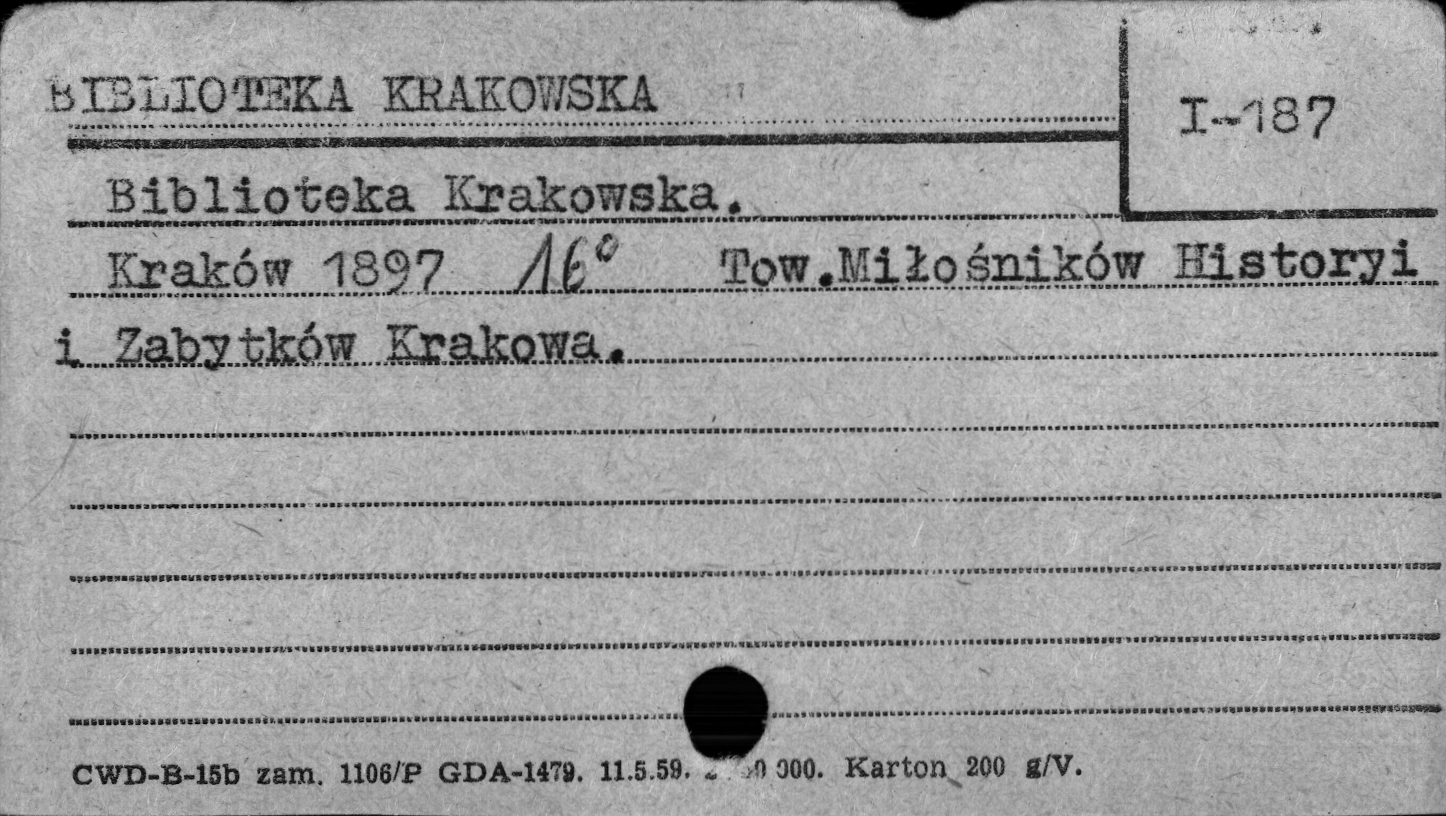 BIBLIOTEKA KRAKOWSKA
I-187
Biblioteka Krakowska.
Kraków 1897 16° Tow.Miłośników Historyi
i Zabytków Krakowa.
CWD-B-15b zam. 1106/P GDA-1479. 11.5.59. 000. Karton 200 g/V.